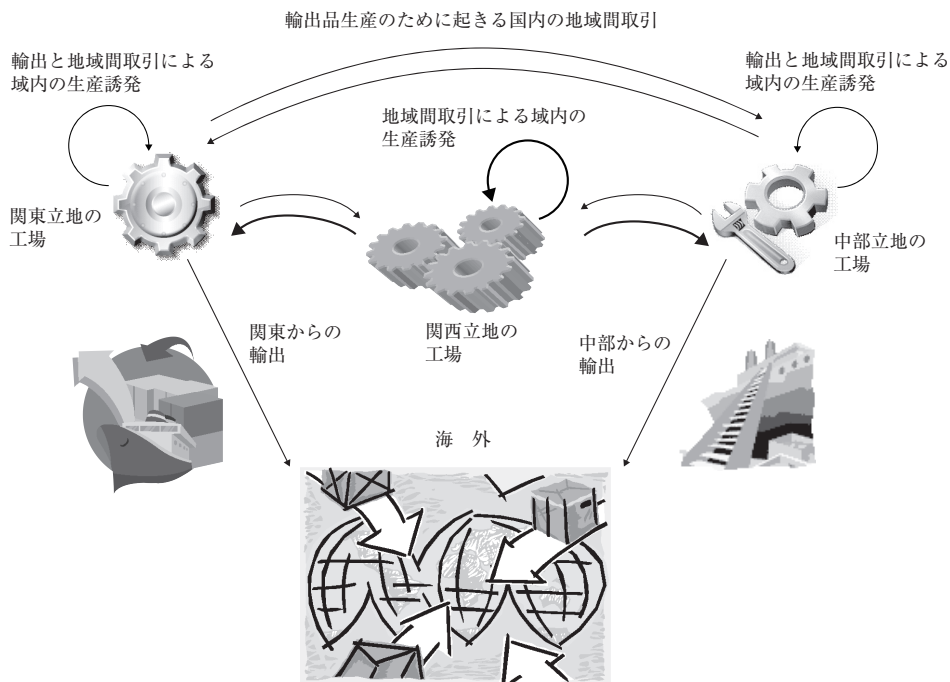 輸出品生産のために起きる国内の地域間取引
輸出と地域間取引による
域内の生産誘発
輸出と地域間取引による
域内の生産誘発
地域間取引による域内の
生産誘発
関東立地の
工場
中部立地の
工場
関西立地の
工場
関東からの
輸出
中部からの
輸出
海 外